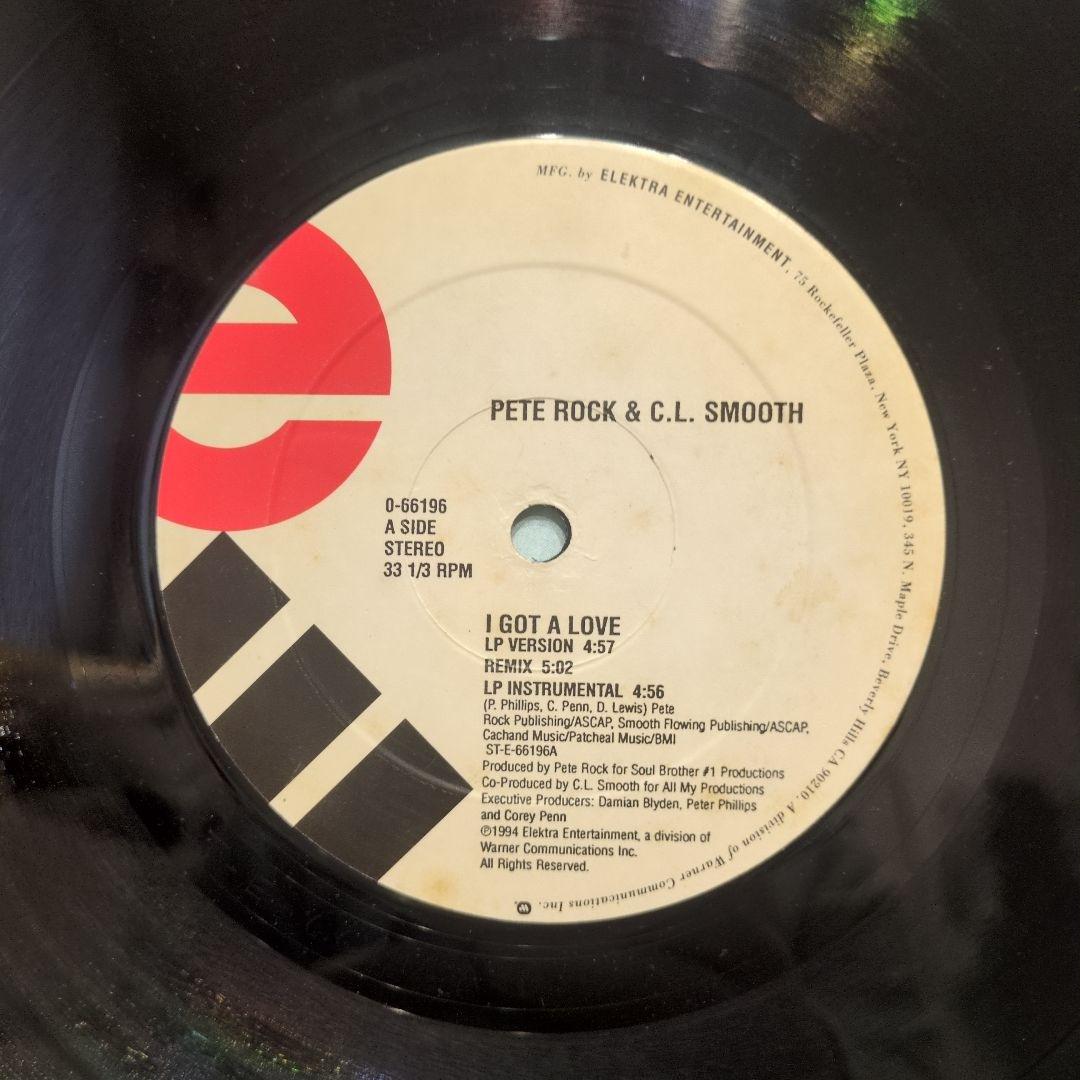 MFG. by ELEKTRA ENTERTAINMENT, 75 Rockefeller Plaza, New York NY 10019, 345 N. Maple Drive, Beverly Hills CA 90210. A division of Warner Communications Inc.
e
PETE ROCK & C.L. SMOOTH
0-66196
A SIDE
STEREO
33 1/3 RPM
I GOT A LOVE
LP VERSION 4:57
REMIX 5:02
LP INSTRUMENTAL 4:56
(P. Phillips, C. Penn, D. Lewis) Pete
Rock Publishing/ASCAP, Smooth Flowing Publishing/ASCAP,
Cachand Music/Patcheal Music/BMI
ST-E-66196A
Produced by Pete Rock for Soul Brother #1 Productions
Co-Produced by C.L. Smooth for All My Productions
Executive Producers: Damian Blyden, Peter Phillips
and Corey Penn
℗1994 Elektra Entertainment, a division of
Warner Communications Inc.
All Rights Reserved.